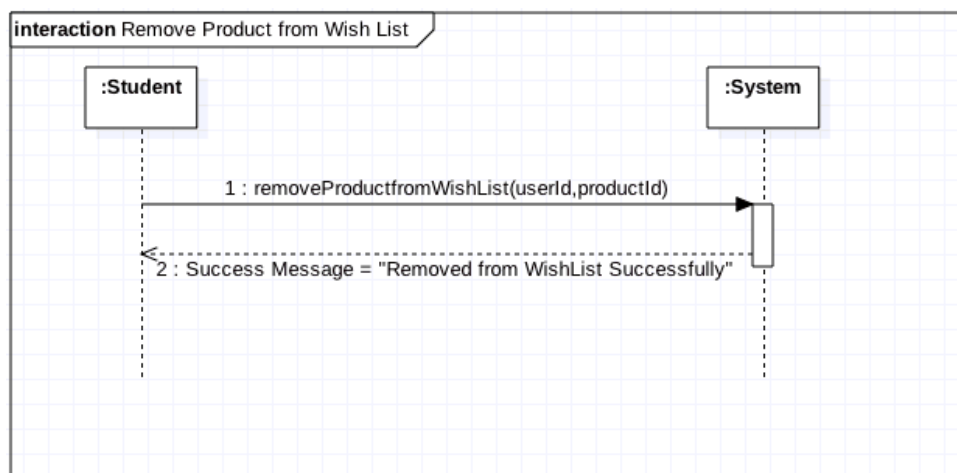 interaction Remove Product from Wish List
:Student
:System
1 : removeProductfromWishList(userId,productId)
2 : Success Message = "Removed from WishList Successfully"